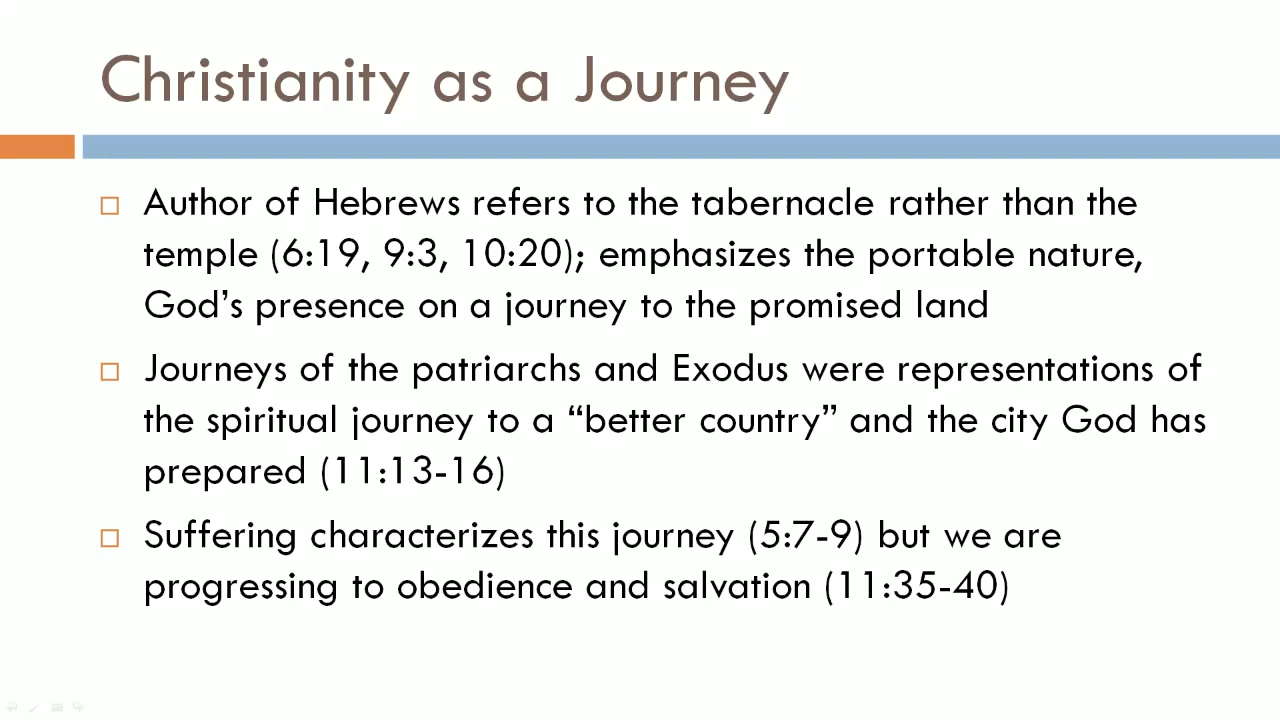 Christianity as a Journey
Author of Hebrews refers to the tabernacle rather than the
temple (6:19, 9:3, 10:20); emphasizes the portable nature,
God’s presence on a journey to the promised land
Journeys of the patriarchs and Exodus were representations of
the spiritual journey to a “better country” and the city God has
prepared (11:13-16)
Suffering characterizes this journey (5:7-9) but we are
progressing to obedience and salvation (11:35-40)